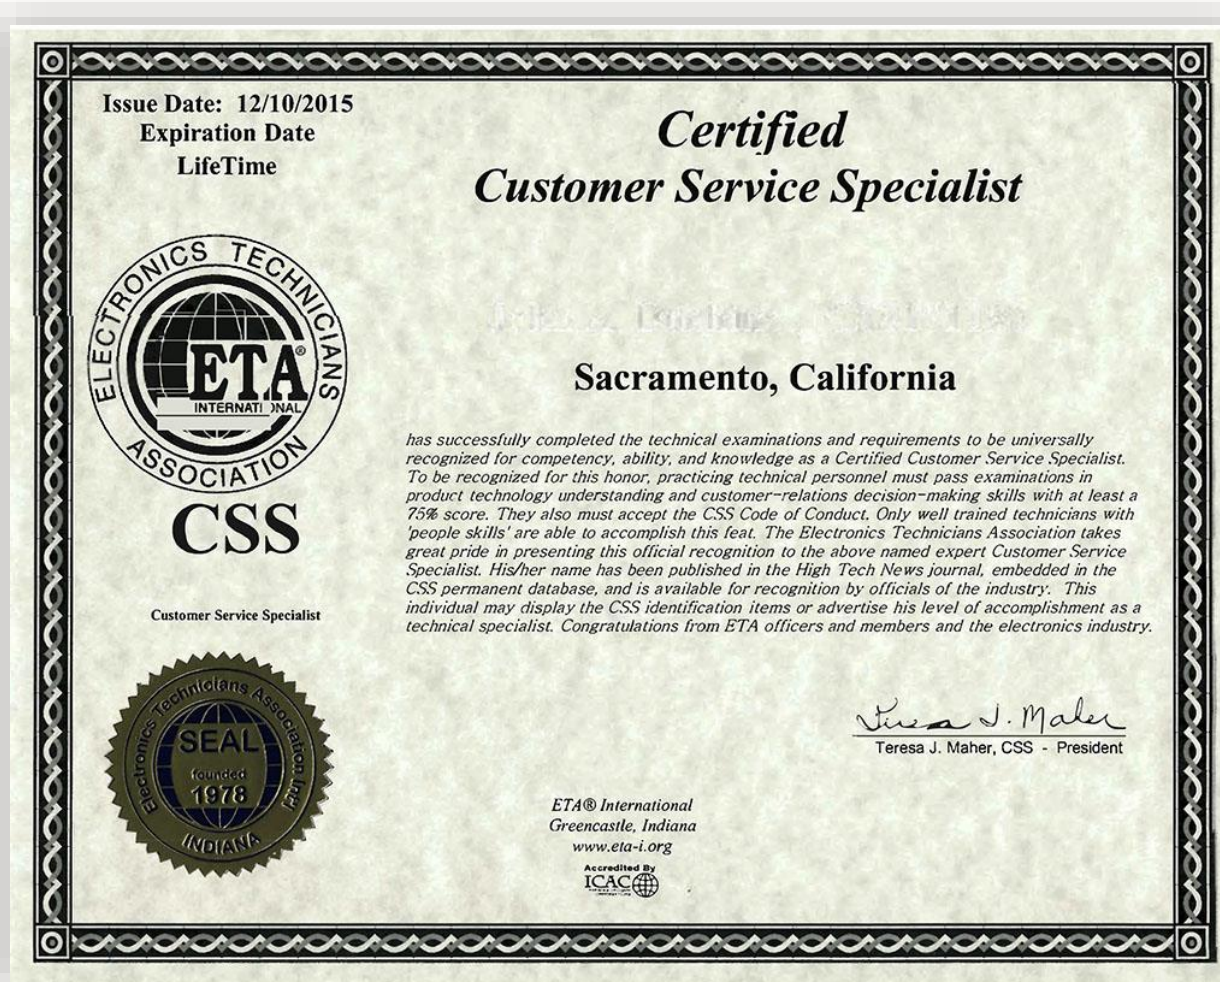 Issue Date: 12/10/2015
Expiration Date
LifeTime
Certified
Customer Service Specialist
ELECTRONICS TECHNICIANS
ETA®
INTERNATI ONAL
ASSOCIATION
CSS
Customer Service Specialist
Sacramento, California
has successfully completed the technical examinations and requirements to be universally
recognized for competency, ability, and knowledge as a Certified Customer Service Specialist.
To be recognized for this honor, practicing technical personnel must pass examinations in
product technology understanding and customer-relations decision-making skills with at least a
75% score. They also must accept the CSS Code of Conduct. Only well trained technicians with
'people skills' are able to accomplish this feat. The Electronics Technicians Association takes
great pride in presenting this official recognition to the above named expert Customer Service
Specialist. His/her name has been published in the High Tech News journal, embedded in the
CSS permanent database, and is available for recognition by officials of the industry. This
individual may display the CSS identification items or advertise his level of accomplishment as a
technical specialist. Congratulations from ETA officers and members and the electronics industry.
Electronics Technicians Association Int'l
SEAL
founded
1978
INDIANA
Teresa J. Maher
Teresa J. Maher, CSS - President
ETA® International
Greencastle, Indiana
www.eta-i.org
Accredited By
ICAC